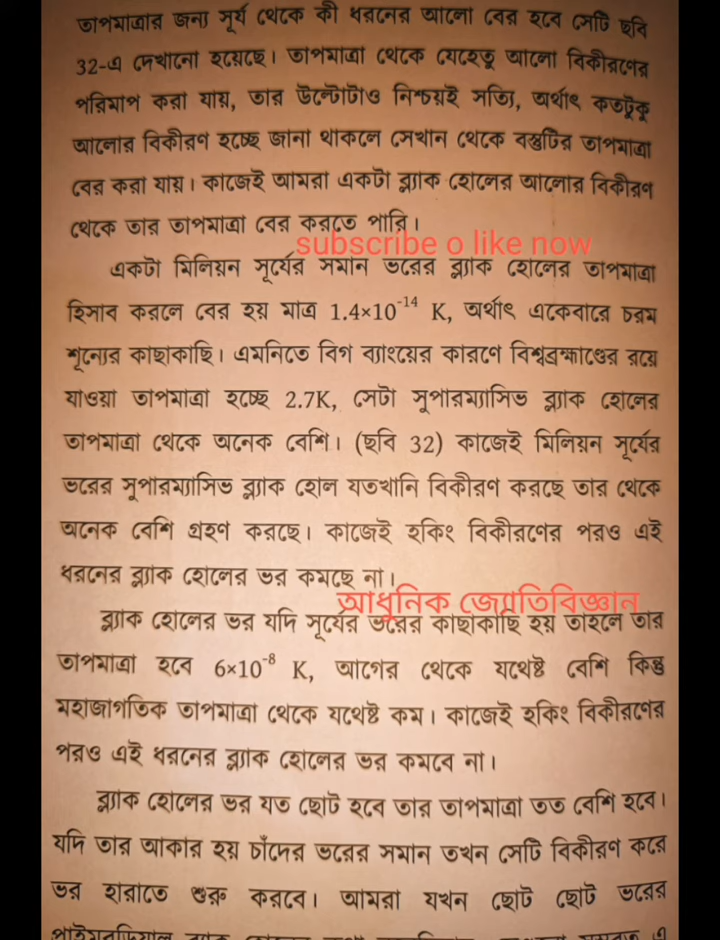 তাপমাত্রার জন্য সূর্য থেকে কী ধরনের আলো বের হবে সেটি ছবি
32-এ দেখানো হয়েছে। তাপমাত্রা থেকে যেহেতু আলো বিকীরণের
পরিমাপ করা যায়, তার উল্টোটাও নিশ্চয়ই সত্যি, অর্থাৎ কতটুকু
আলোর বিকীরণ হচ্ছে জানা থাকলে সেখান থেকে বস্তুটির তাপমাত্রা
বের করা যায়। কাজেই আমরা একটা ব্ল্যাক হোলের আলোর বিকীরণ
থেকে তার তাপমাত্রা বের করতে পারি।
subscribe o like now
একটা মিলিয়ন সূর্যের সমান ভরের ব্ল্যাক হোলের তাপমাত্রা
হিসাব করলে বের হয় মাত্র 1.4×10⁻¹⁴ K, অর্থাৎ একেবারে চরম
শূন্যের কাছাকাছি। এমনিতে বিগ ব্যাংয়ের কারণে বিশ্বব্রহ্মাণ্ডের রয়ে
যাওয়া তাপমাত্রা হচ্ছে 2.7K, সেটা সুপারম্যাসিভ ব্ল্যাক হোলের
তাপমাত্রা থেকে অনেক বেশি। (ছবি 32) কাজেই মিলিয়ন সূর্যের
ভরের সুপারম্যাসিভ ব্ল্যাক হোল যতখানি বিকীরণ করছে তার থেকে
অনেক বেশি গ্রহণ করছে। কাজেই হকিং বিকীরণের পরও এই
ধরনের ব্ল্যাক হোলের ভর কমছে না।
আধুনিক জ্যোতির্বিজ্ঞান
ব্ল্যাক হোলের ভর যদি সূর্যের ভরের কাছাকাছি হয় তাহলে তার
তাপমাত্রা হবে 6×10⁻⁸ K, আগের থেকে যথেষ্ট বেশি কিন্তু
মহাজাগতিক তাপমাত্রা থেকে যথেষ্ট কম। কাজেই হকিং বিকীরণের
পরও এই ধরনের ব্ল্যাক হোলের ভর কমবে না।
ব্ল্যাক হোলের ভর যত ছোট হবে তার তাপমাত্রা তত বেশি হবে।
যদি তার আকার হয় চাঁদের ভরের সমান তখন সেটি বিকীরণ করে
ভর হারাতে শুরু করবে। আমরা যখন ছোট ছোট ভরের